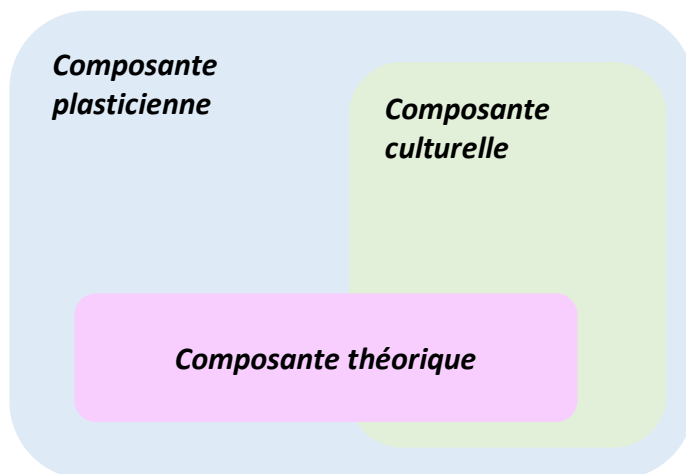 Composante
plasticienne
Composante
culturelle
Composante théorique